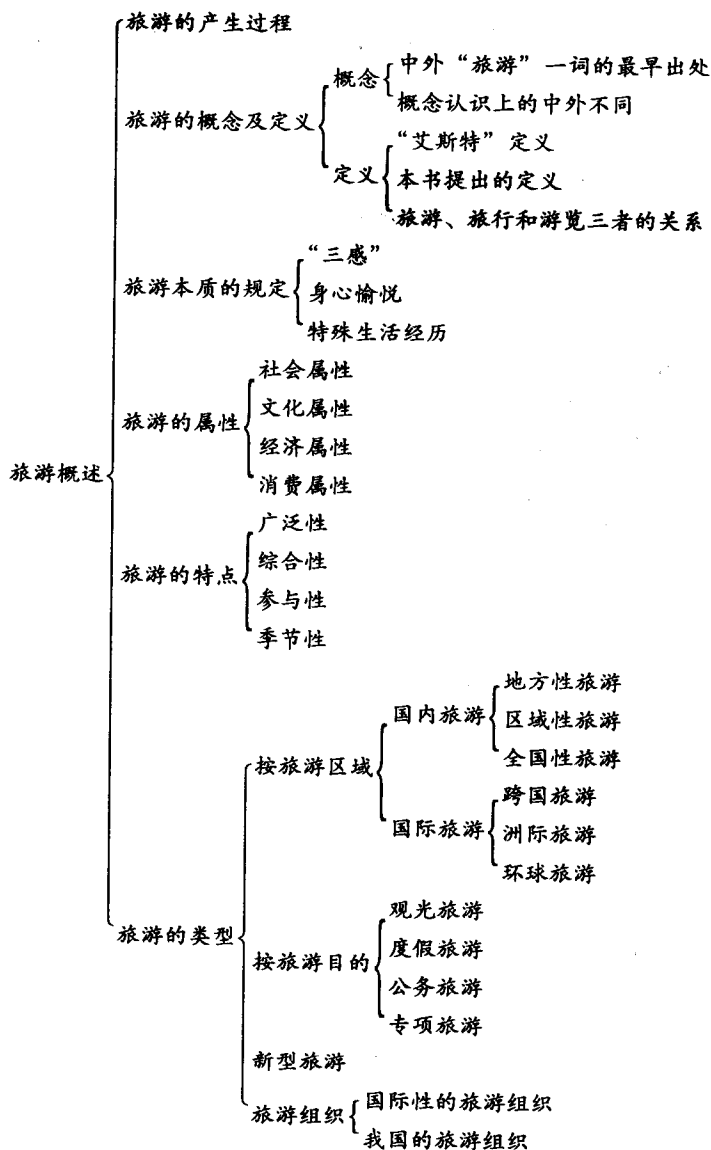 旅游概述
旅游的产生过程
旅游的概念及定义
概念
中外“旅游”一词的最早出处
概念认识上的中外不同
定义
“艾斯特”定义
本书提出的定义
旅游、旅行和游览三者的关系
旅游本质的规定
“三感”
身心愉悦
特殊生活经历
旅游的属性
社会属性
文化属性
经济属性
消费属性
旅游的特点
广泛性
综合性
参与性
季节性
旅游的类型
按旅游区域
国内旅游
地方性旅游
区域性旅游
全国性旅游
国际旅游
跨国旅游
洲际旅游
环球旅游
按旅游目的
观光旅游
度假旅游
公务旅游
专项旅游
新型旅游
旅游组织
国际性的旅游组织
我国的旅游组织